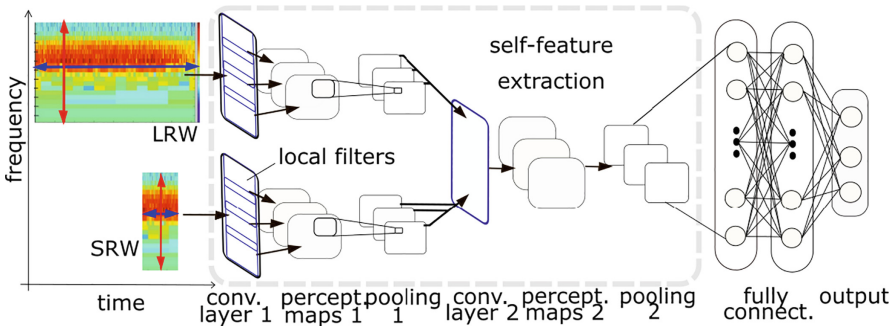 frequency
LRW
SRW
time
local filters
self-feature
extraction
conv.
layer 1
percept.
maps 1
pooling
1
conv.
layer 2
percept.
maps 2
pooling
2
fully
connect.
output